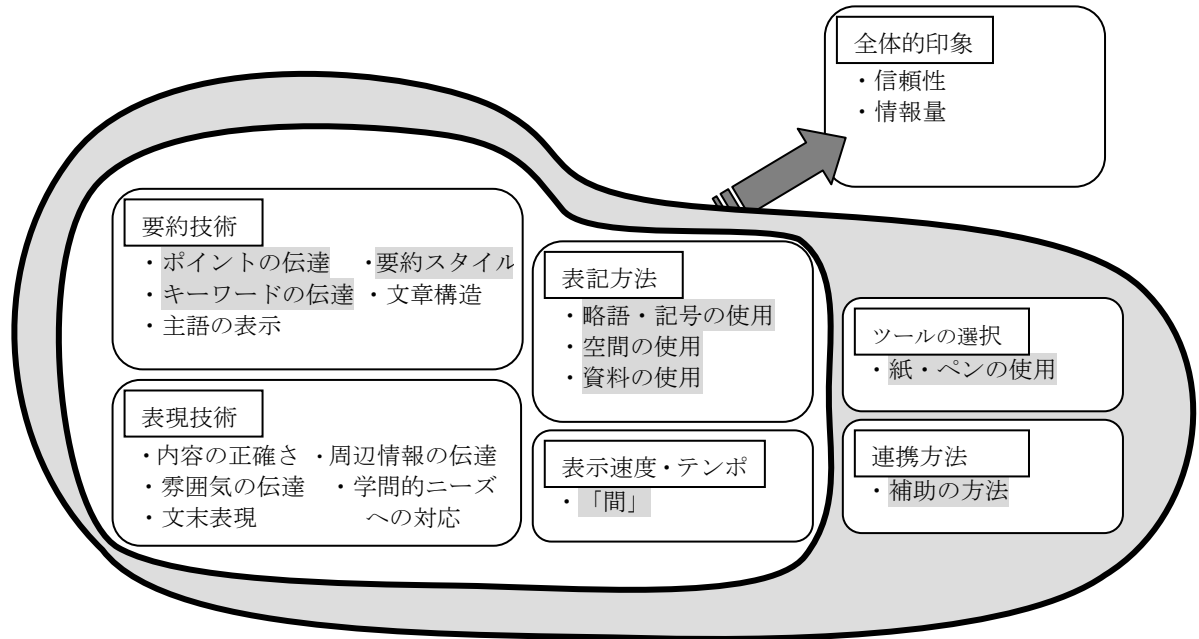 全体的印象
・信頼性
・情報量
要約技術
・ポイントの伝達 ・要約スタイル
・キーワードの伝達 ・文章構造
・主語の表示
表現技術
・内容の正確さ ・周辺情報の伝達
・雰囲気の伝達 ・学問的ニーズ
・文末表現 への対応
表記方法
・略語・記号の使用
・空間の使用
・資料の使用
表示速度・テンポ
・「間」
ツールの選択
・紙・ペンの使用
連携方法
・補助の方法